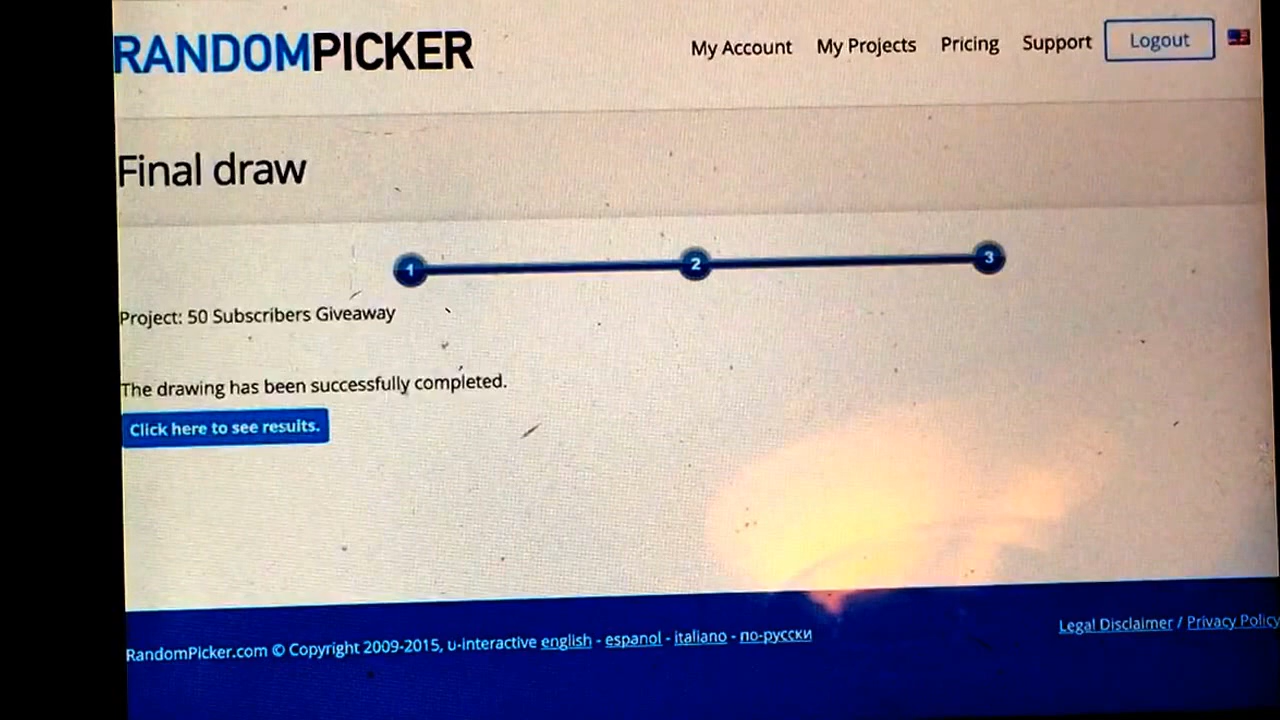 RANDOMPICKER
My Account My Projects Pricing Support Logout
Final draw
1 2 3
Project: 50 Subscribers Giveaway
The drawing has been successfully completed.
Click here to see results.
Legal Disclaimer / Privacy Policy
RandomPicker.com © Copyright 2009-2015, u-interactive english - espanol - italiano - по-русски